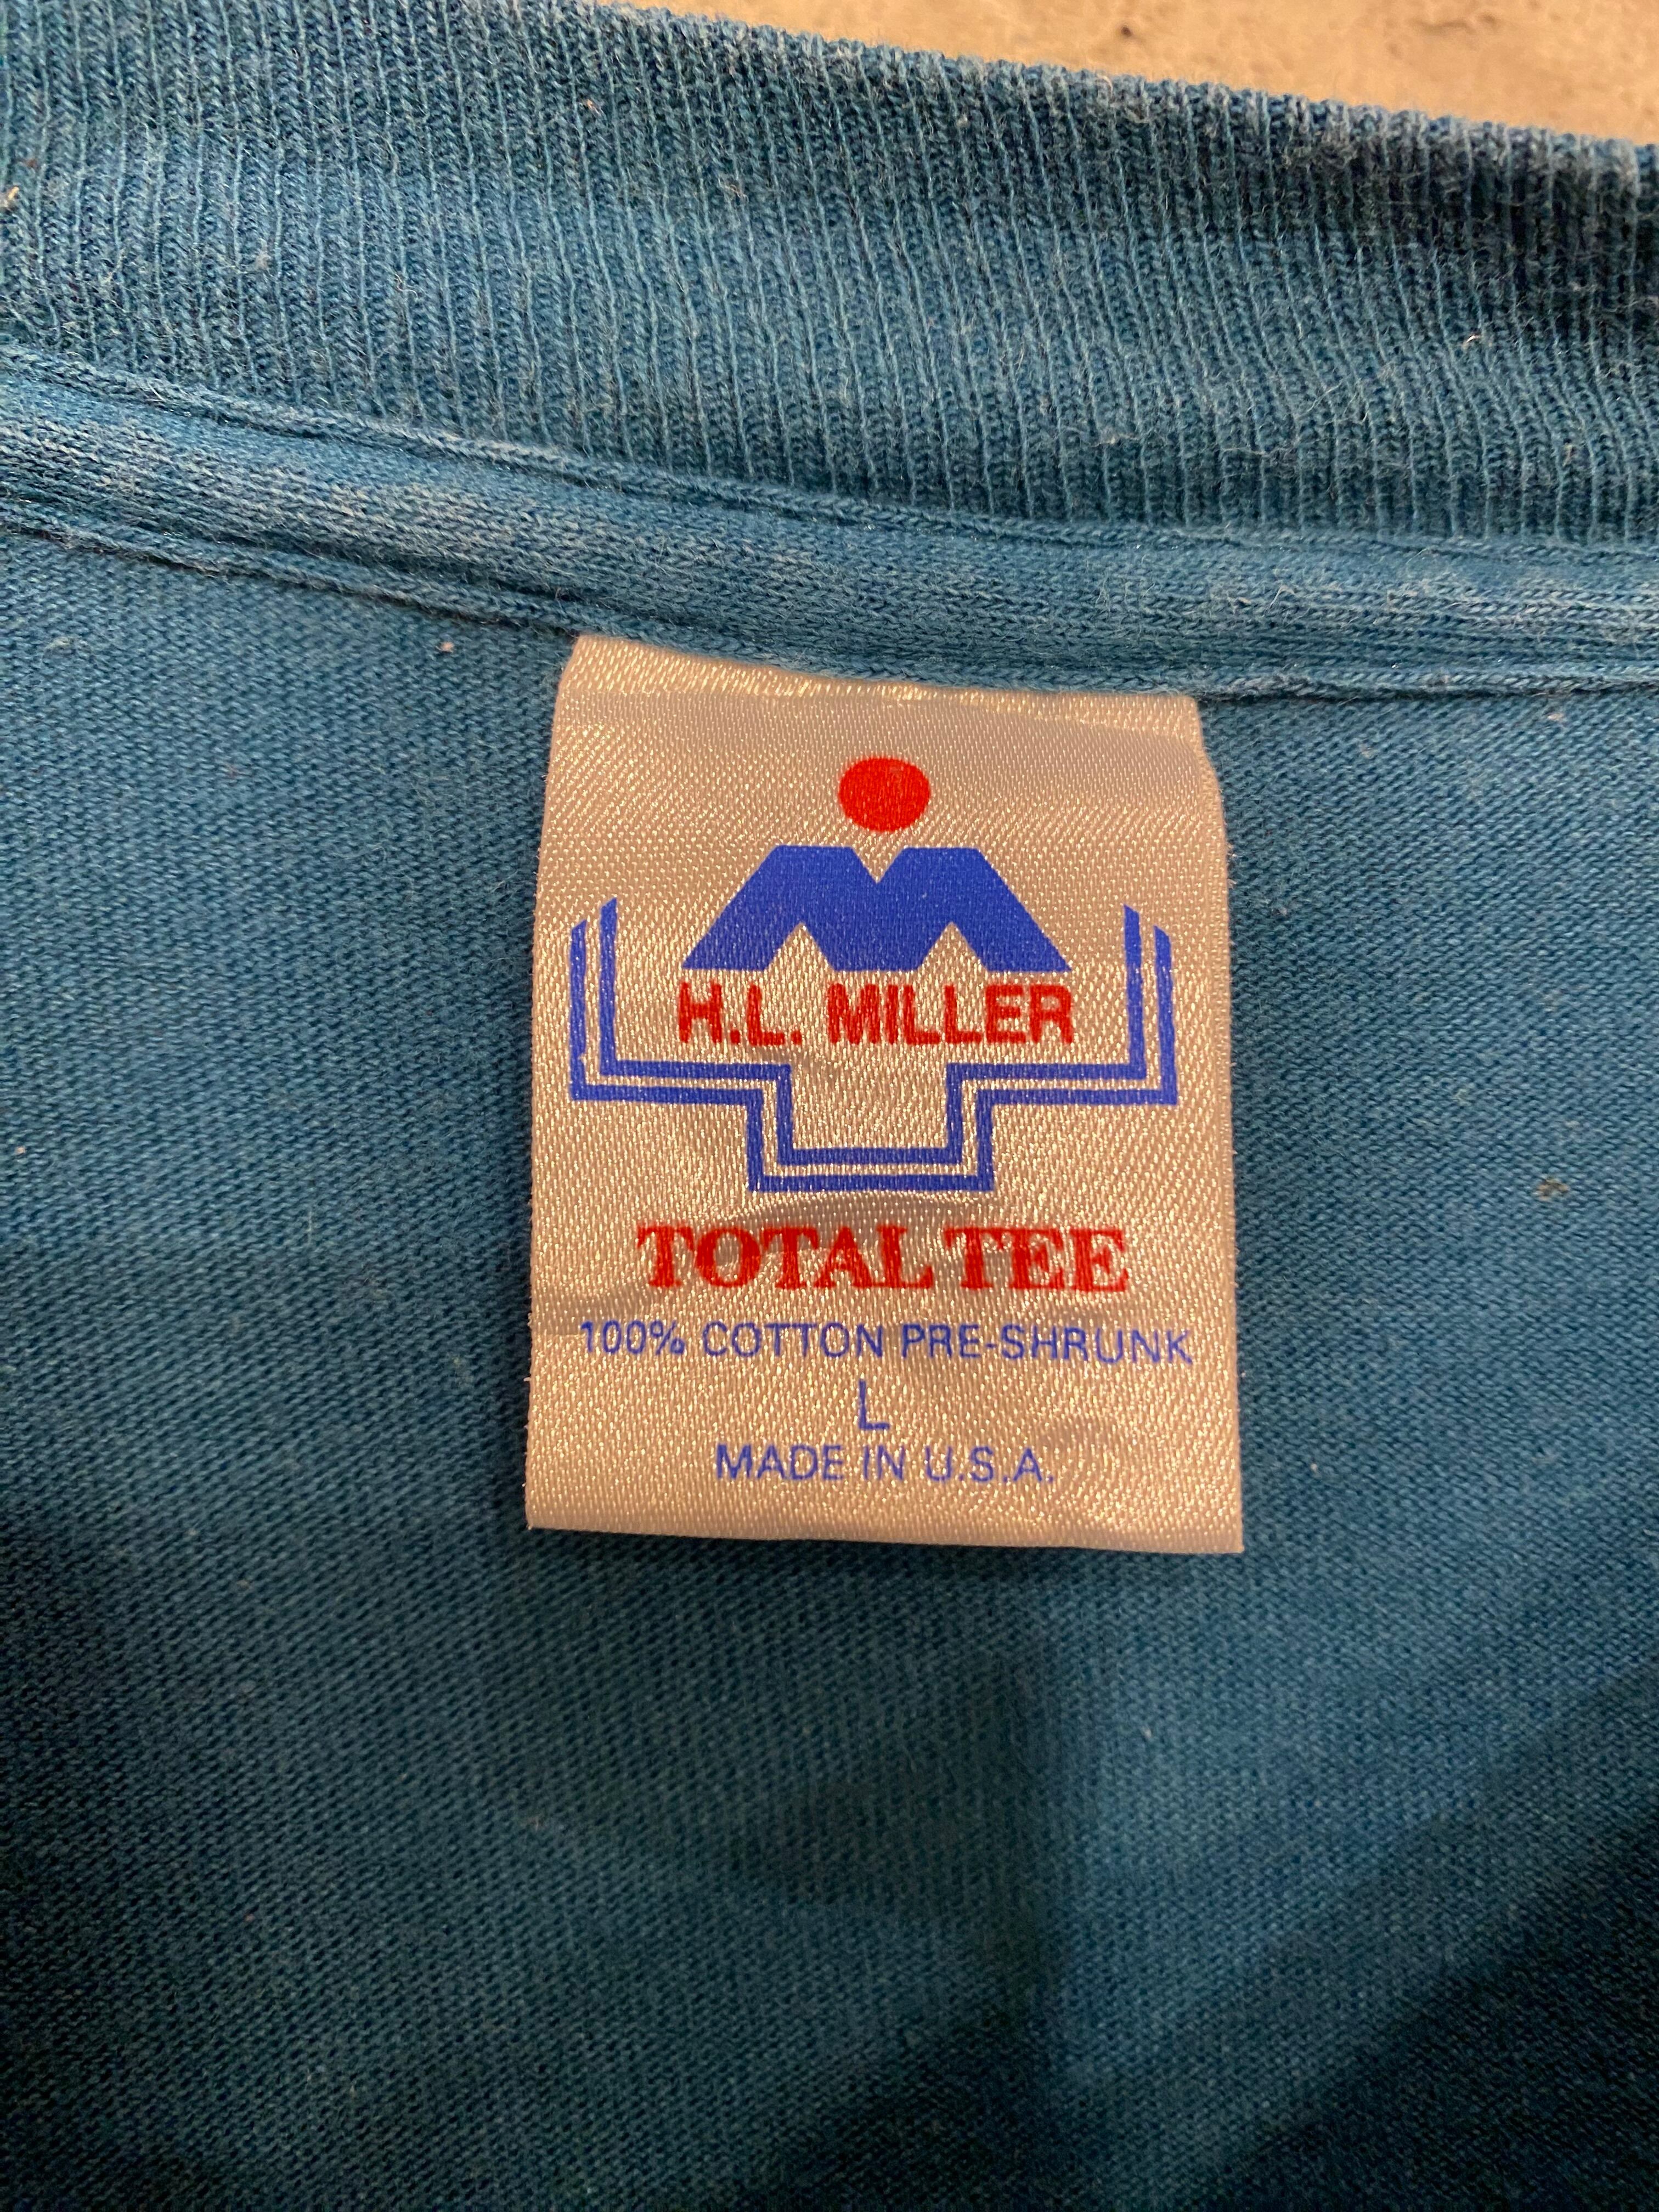 H.L. MILLER
TOTAL TEE
100% COTTON PRE-SHRUNK
L
MADE IN U.S.A.